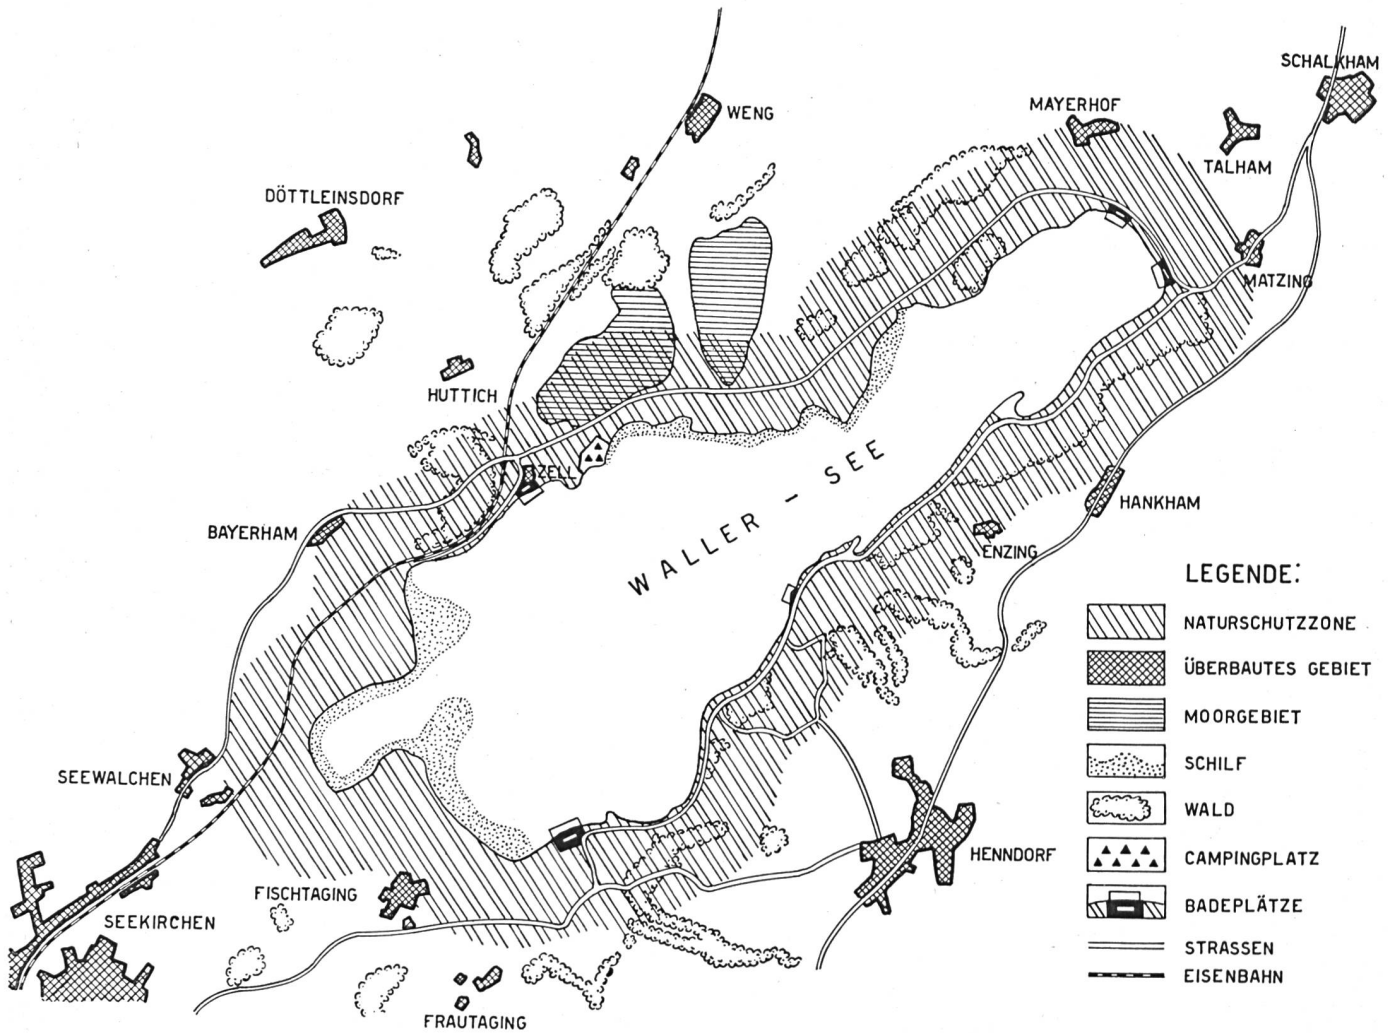 SCHALKHAM
MAYERHOF
WENG
TALHAM
DÖTTLEINSDORF
MATZING
HUTTICH
ZELL
WALLER - SEE
HANKHAM
BAYERHAM
ENZING
SEEWALCHEN
HENNDORF
FISCHTAGING
SEEKIRCHEN
FRAUTAGING
LEGENDE:
NATURSCHUTZZONE
ÜBERBAUTES GEBIET
MOORGEBIET
SCHILF
WALD
CAMPINGPLATZ
BADEPLÄTZE
STRASSEN
EISENBAHN